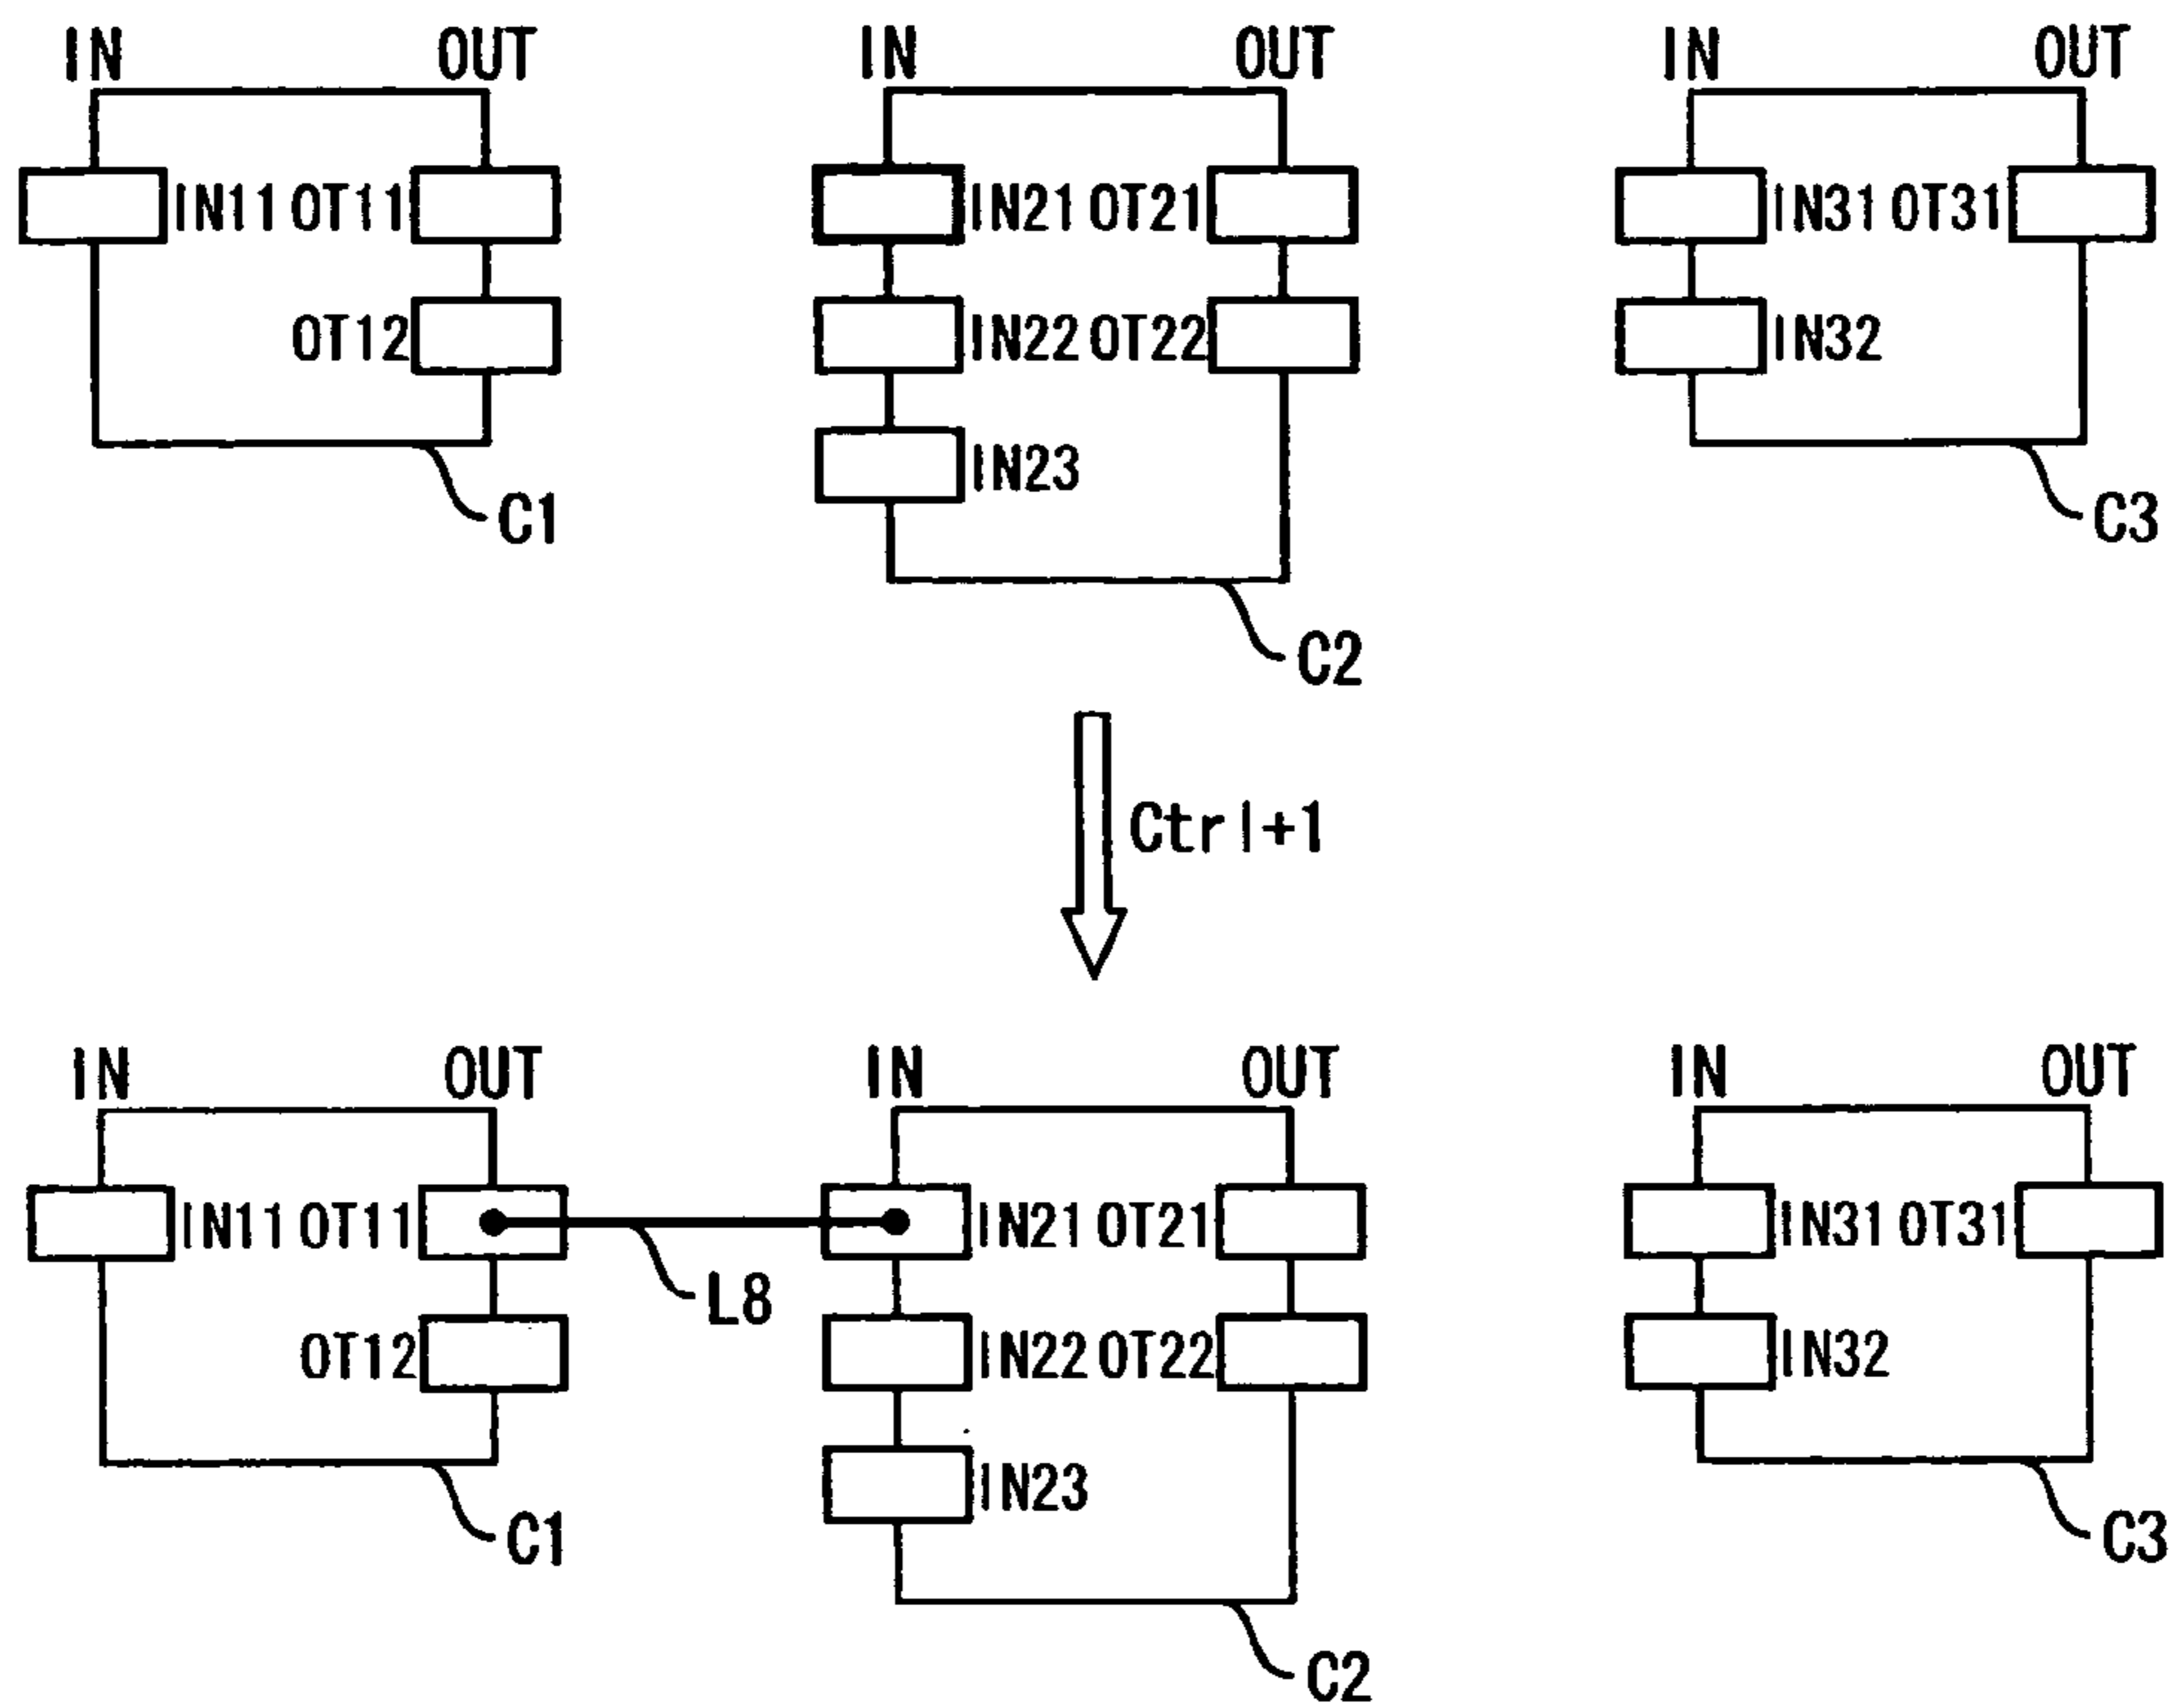 IN OUT IN OUT IN OUT
IN11 OT11 IN21 OT21 IN31 OT31
OT12 IN22 OT22 IN32
IN23
C1 C3
C2
Ctrl+1
IN OUT IN OUT IN OUT
IN11 OT11 IN21 OT21 IN31 OT31
L8
OT12 IN22 OT22 IN32
IN23
C1 C3
C2